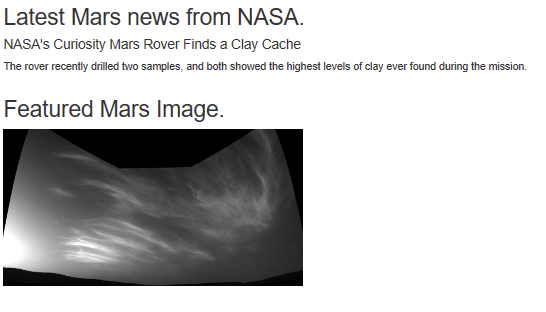 Latest Mars news from NASA.
NASA's Curiosity Mars Rover Finds a Clay Cache
The rover recently drilled two samples, and both showed the highest levels of clay ever found during the mission.
Featured Mars Image.